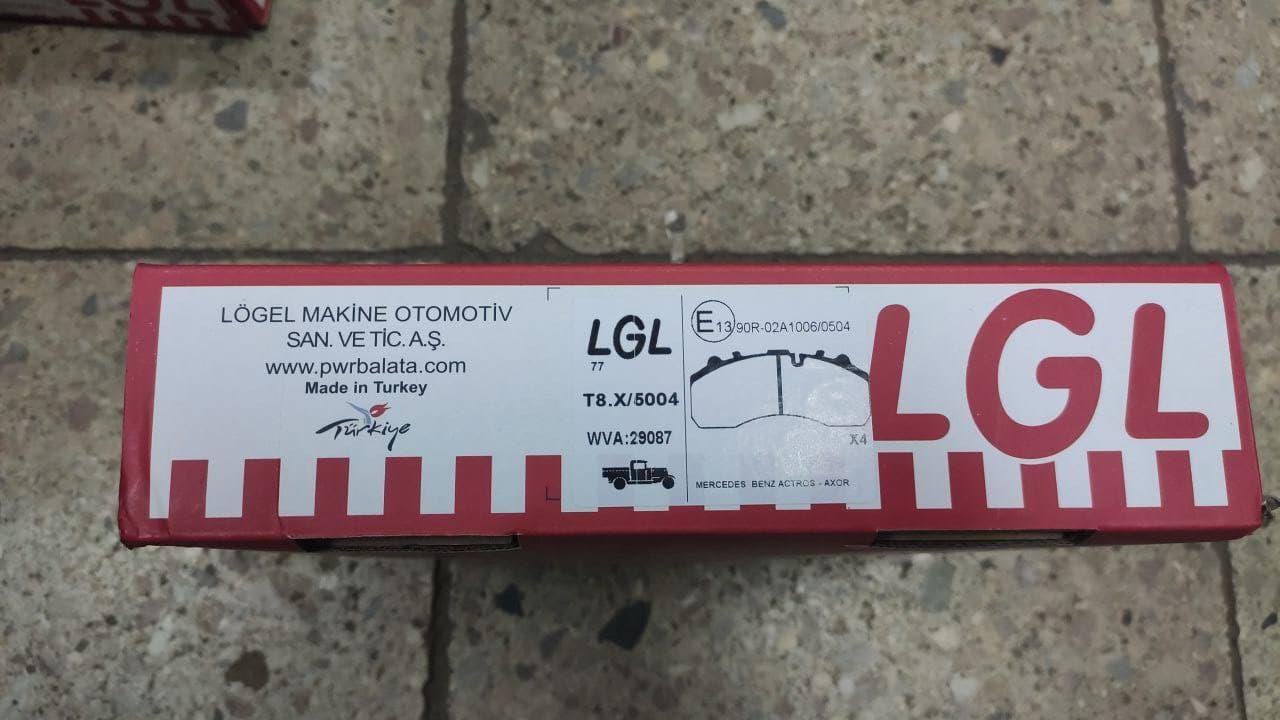 LGL
LÖGEL MAKİNE OTOMOTİV
SAN. VE TİC. A.Ş.
www.pwrbalata.com
Made in Turkey
Türkiye
LGL
77
T8.X/5004
WVA:29087
E13 90R-02A1006/0504
X4
MERCEDES BENZ ACTROS - AXOR
LGL